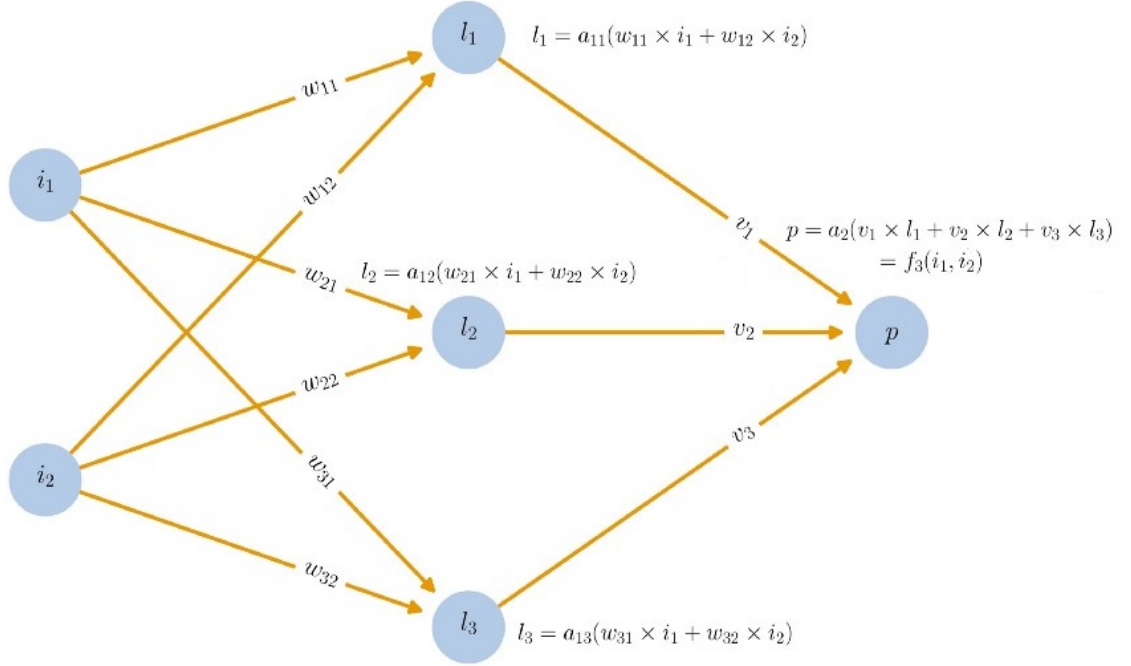 l₁
l₁ = a₁₁(w₁₁ × i₁ + w₁₂ × i₂)
w₁₁
i₁
w₁₂
v₁
p = a₂(v₁ × l₁ + v₂ × l₂ + v₃ × l₃)
= f₃(i₁, i₂)
w₂₁
l₂ = a₁₂(w₂₁ × i₁ + w₂₂ × i₂)
l₂
v₂
p
w₂₂
v₃
i₂
w₃₁
w₃₂
l₃
l₃ = a₁₃(w₃₁ × i₁ + w₃₂ × i₂)